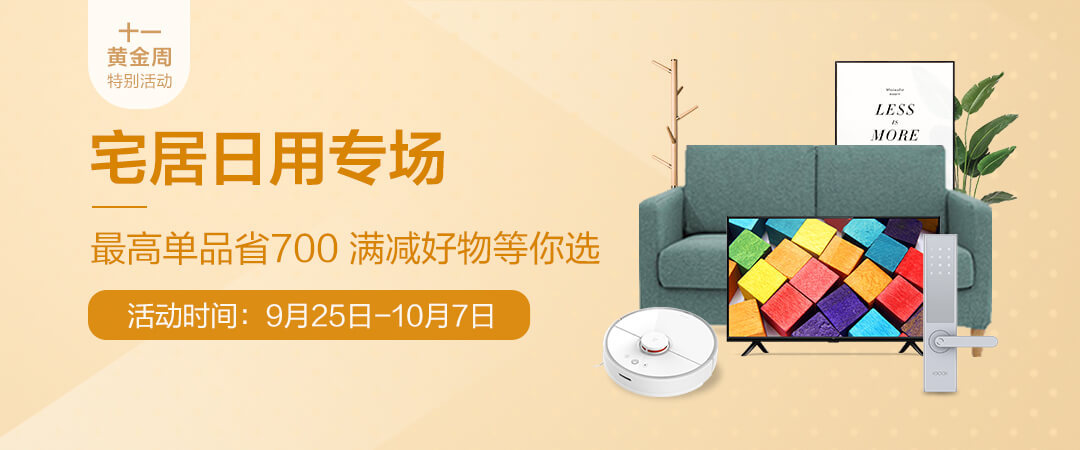 十一
黄金周
特别活动
宅居日用专场
最高单品省700 满减好物等你选
活动时间：9月25日-10月7日
LESS
IS
MORE